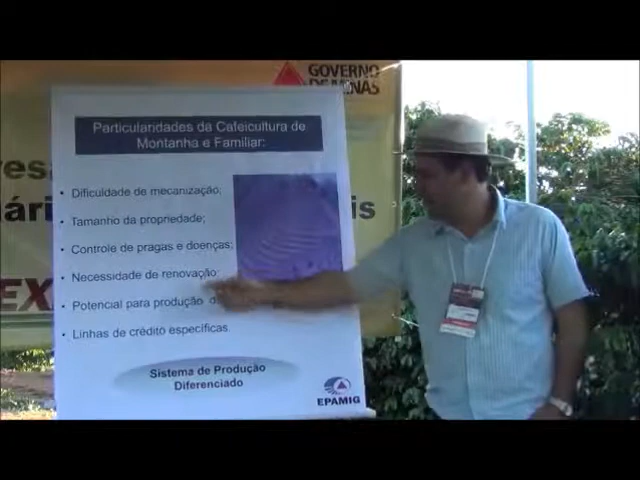 GOVERNO
DE MINAS
Particularidades da Cafeicultura de
Montanha e Familiar:
• Dificuldade de mecanização;
• Tamanho da propriedade;
• Controle de pragas e doenças;
• Necessidade de renovação
• Potencial para produção
• Linhas de crédito específicas.
Sistema de Produção
Diferenciado
EPAMIG